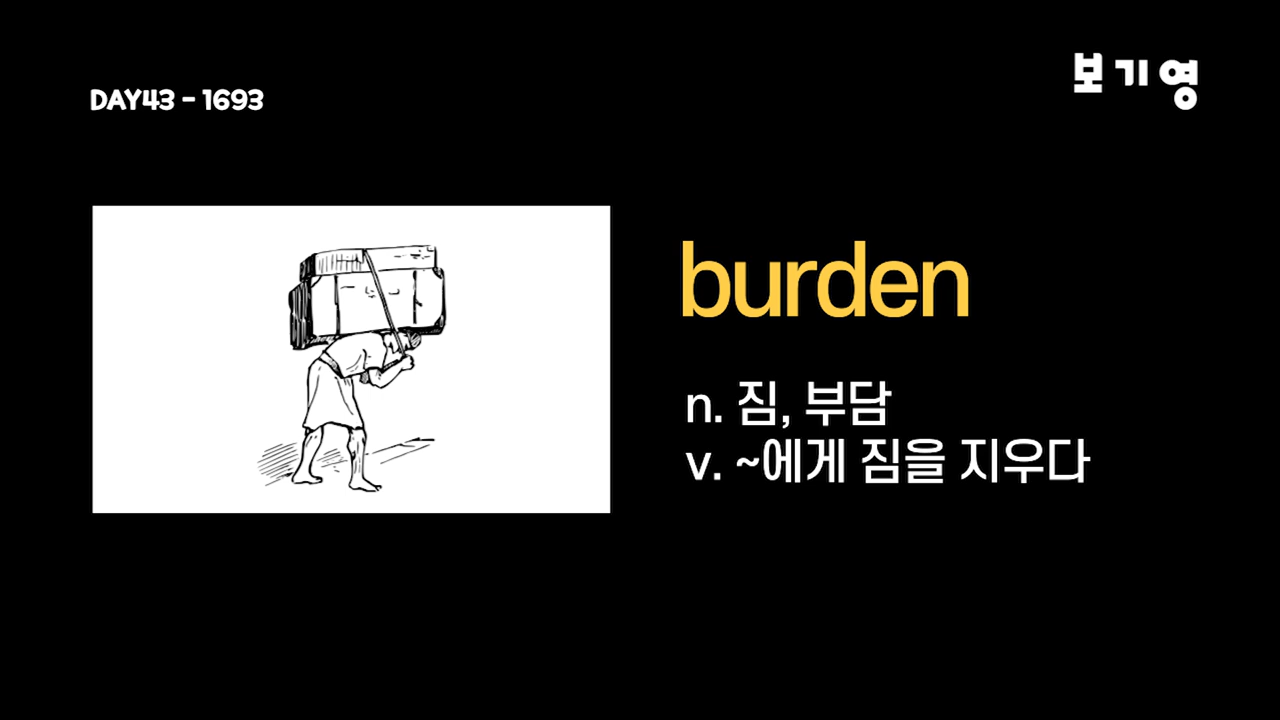 DAY43 - 1693
보기영
burden
n. 짐, 부담
v. ~에게 짐을 지우다